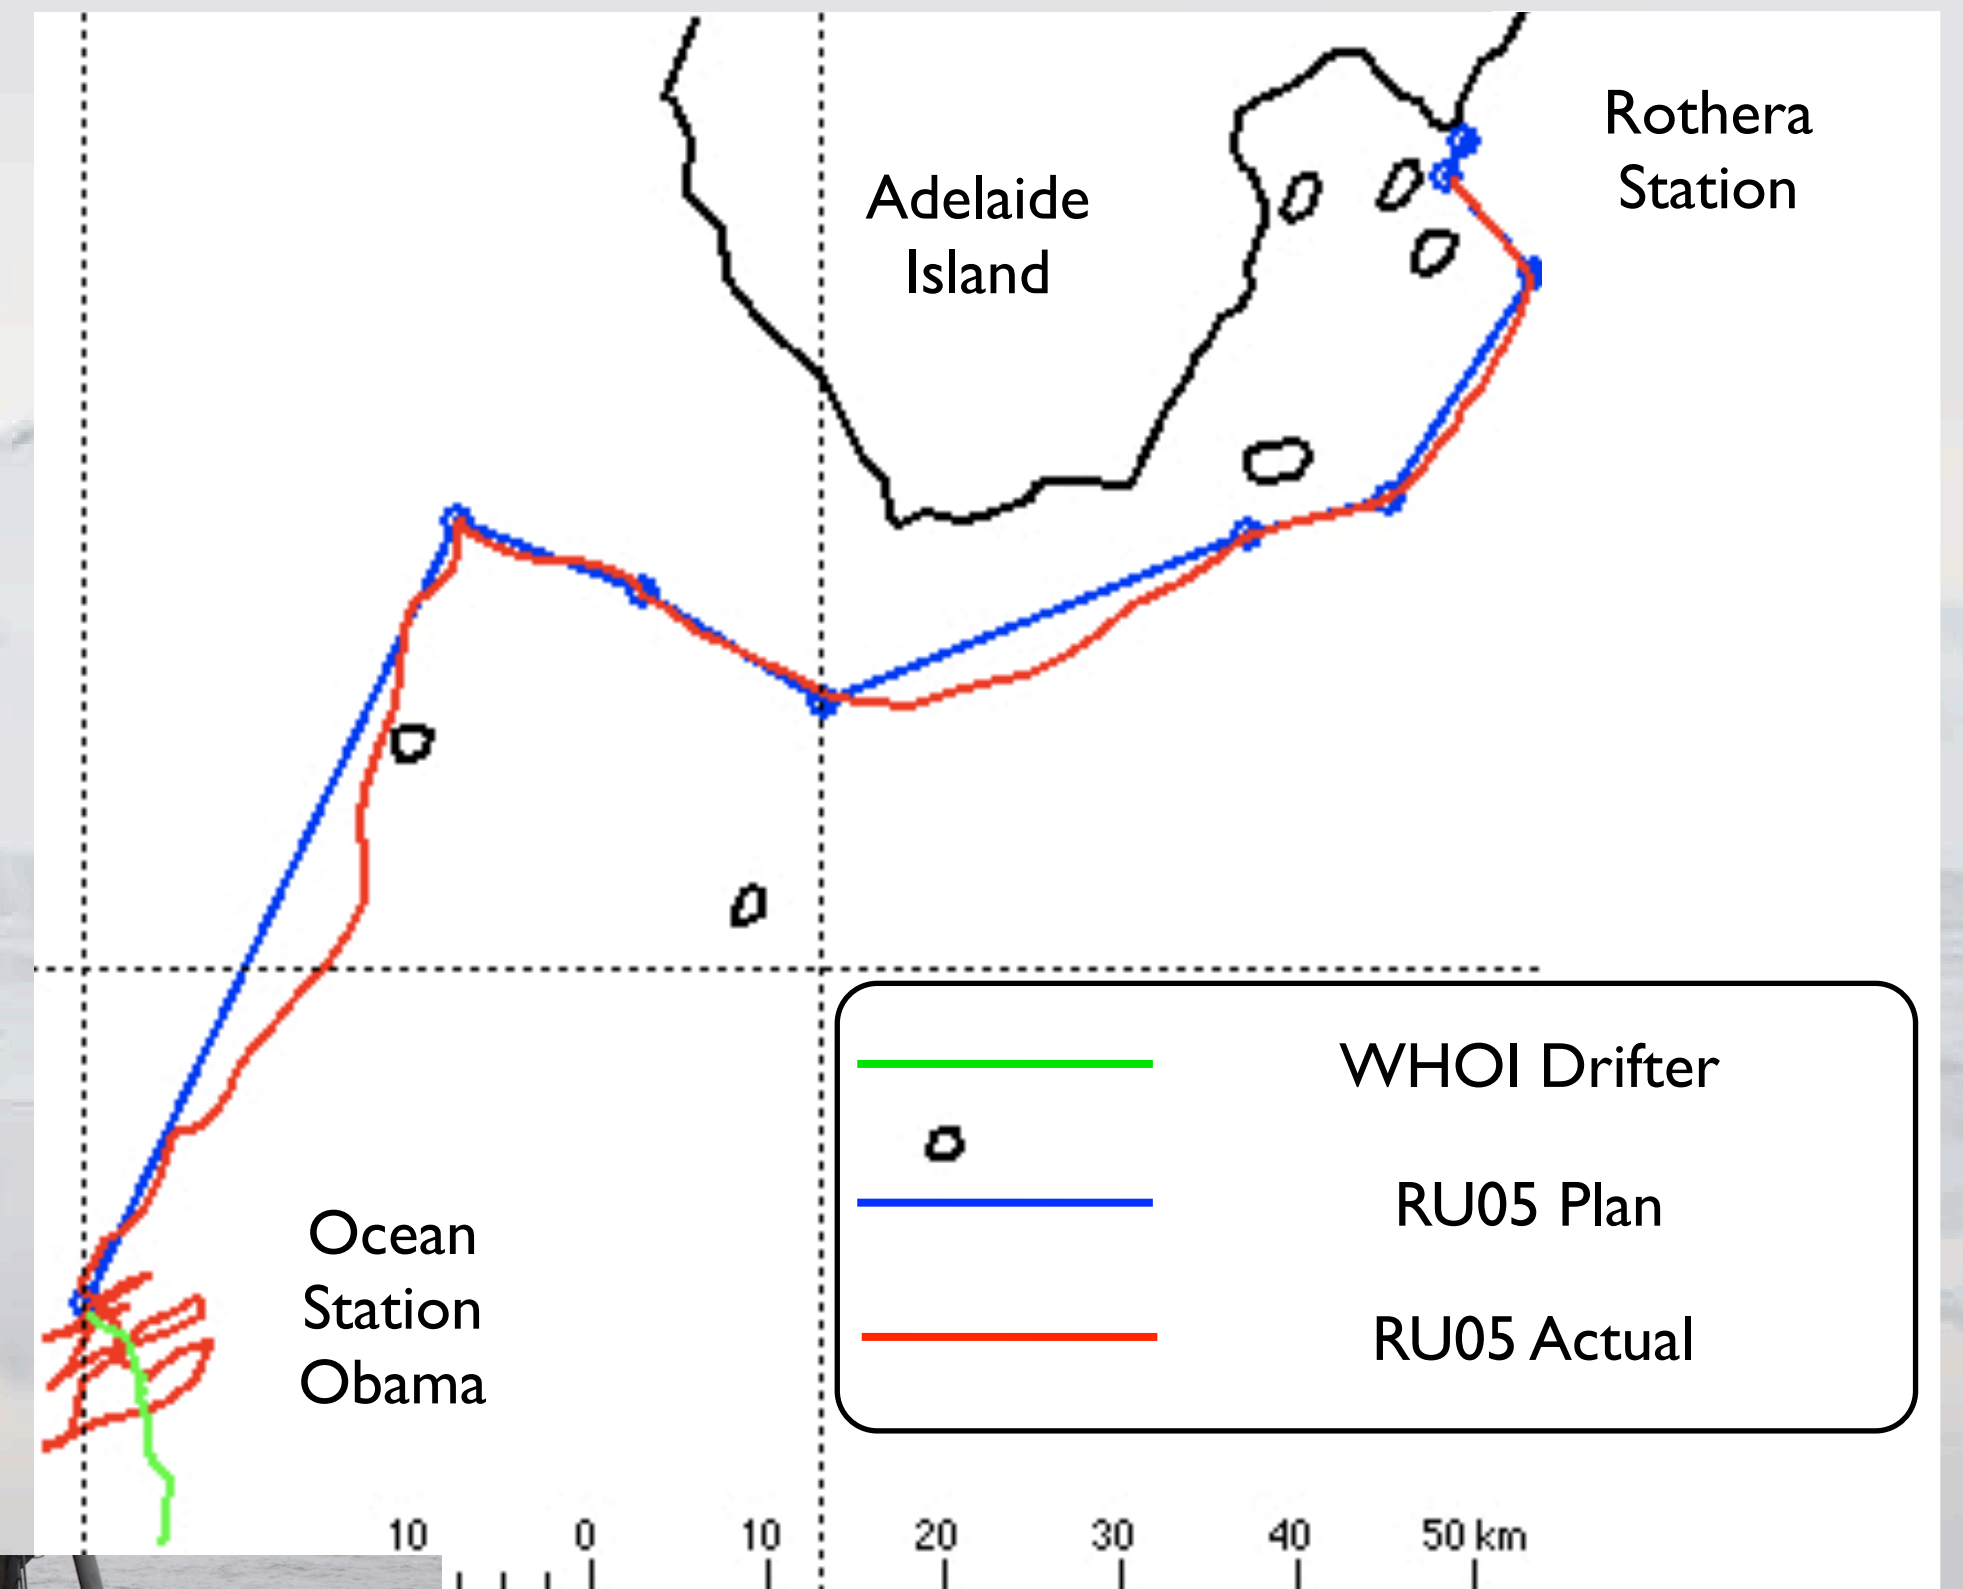 Rothera
Station
Adelaide
Island
WHOI Drifter
RU05 Plan
RU05 Actual
Ocean
Station
Obama
10 0 10 20 30 40 50 km